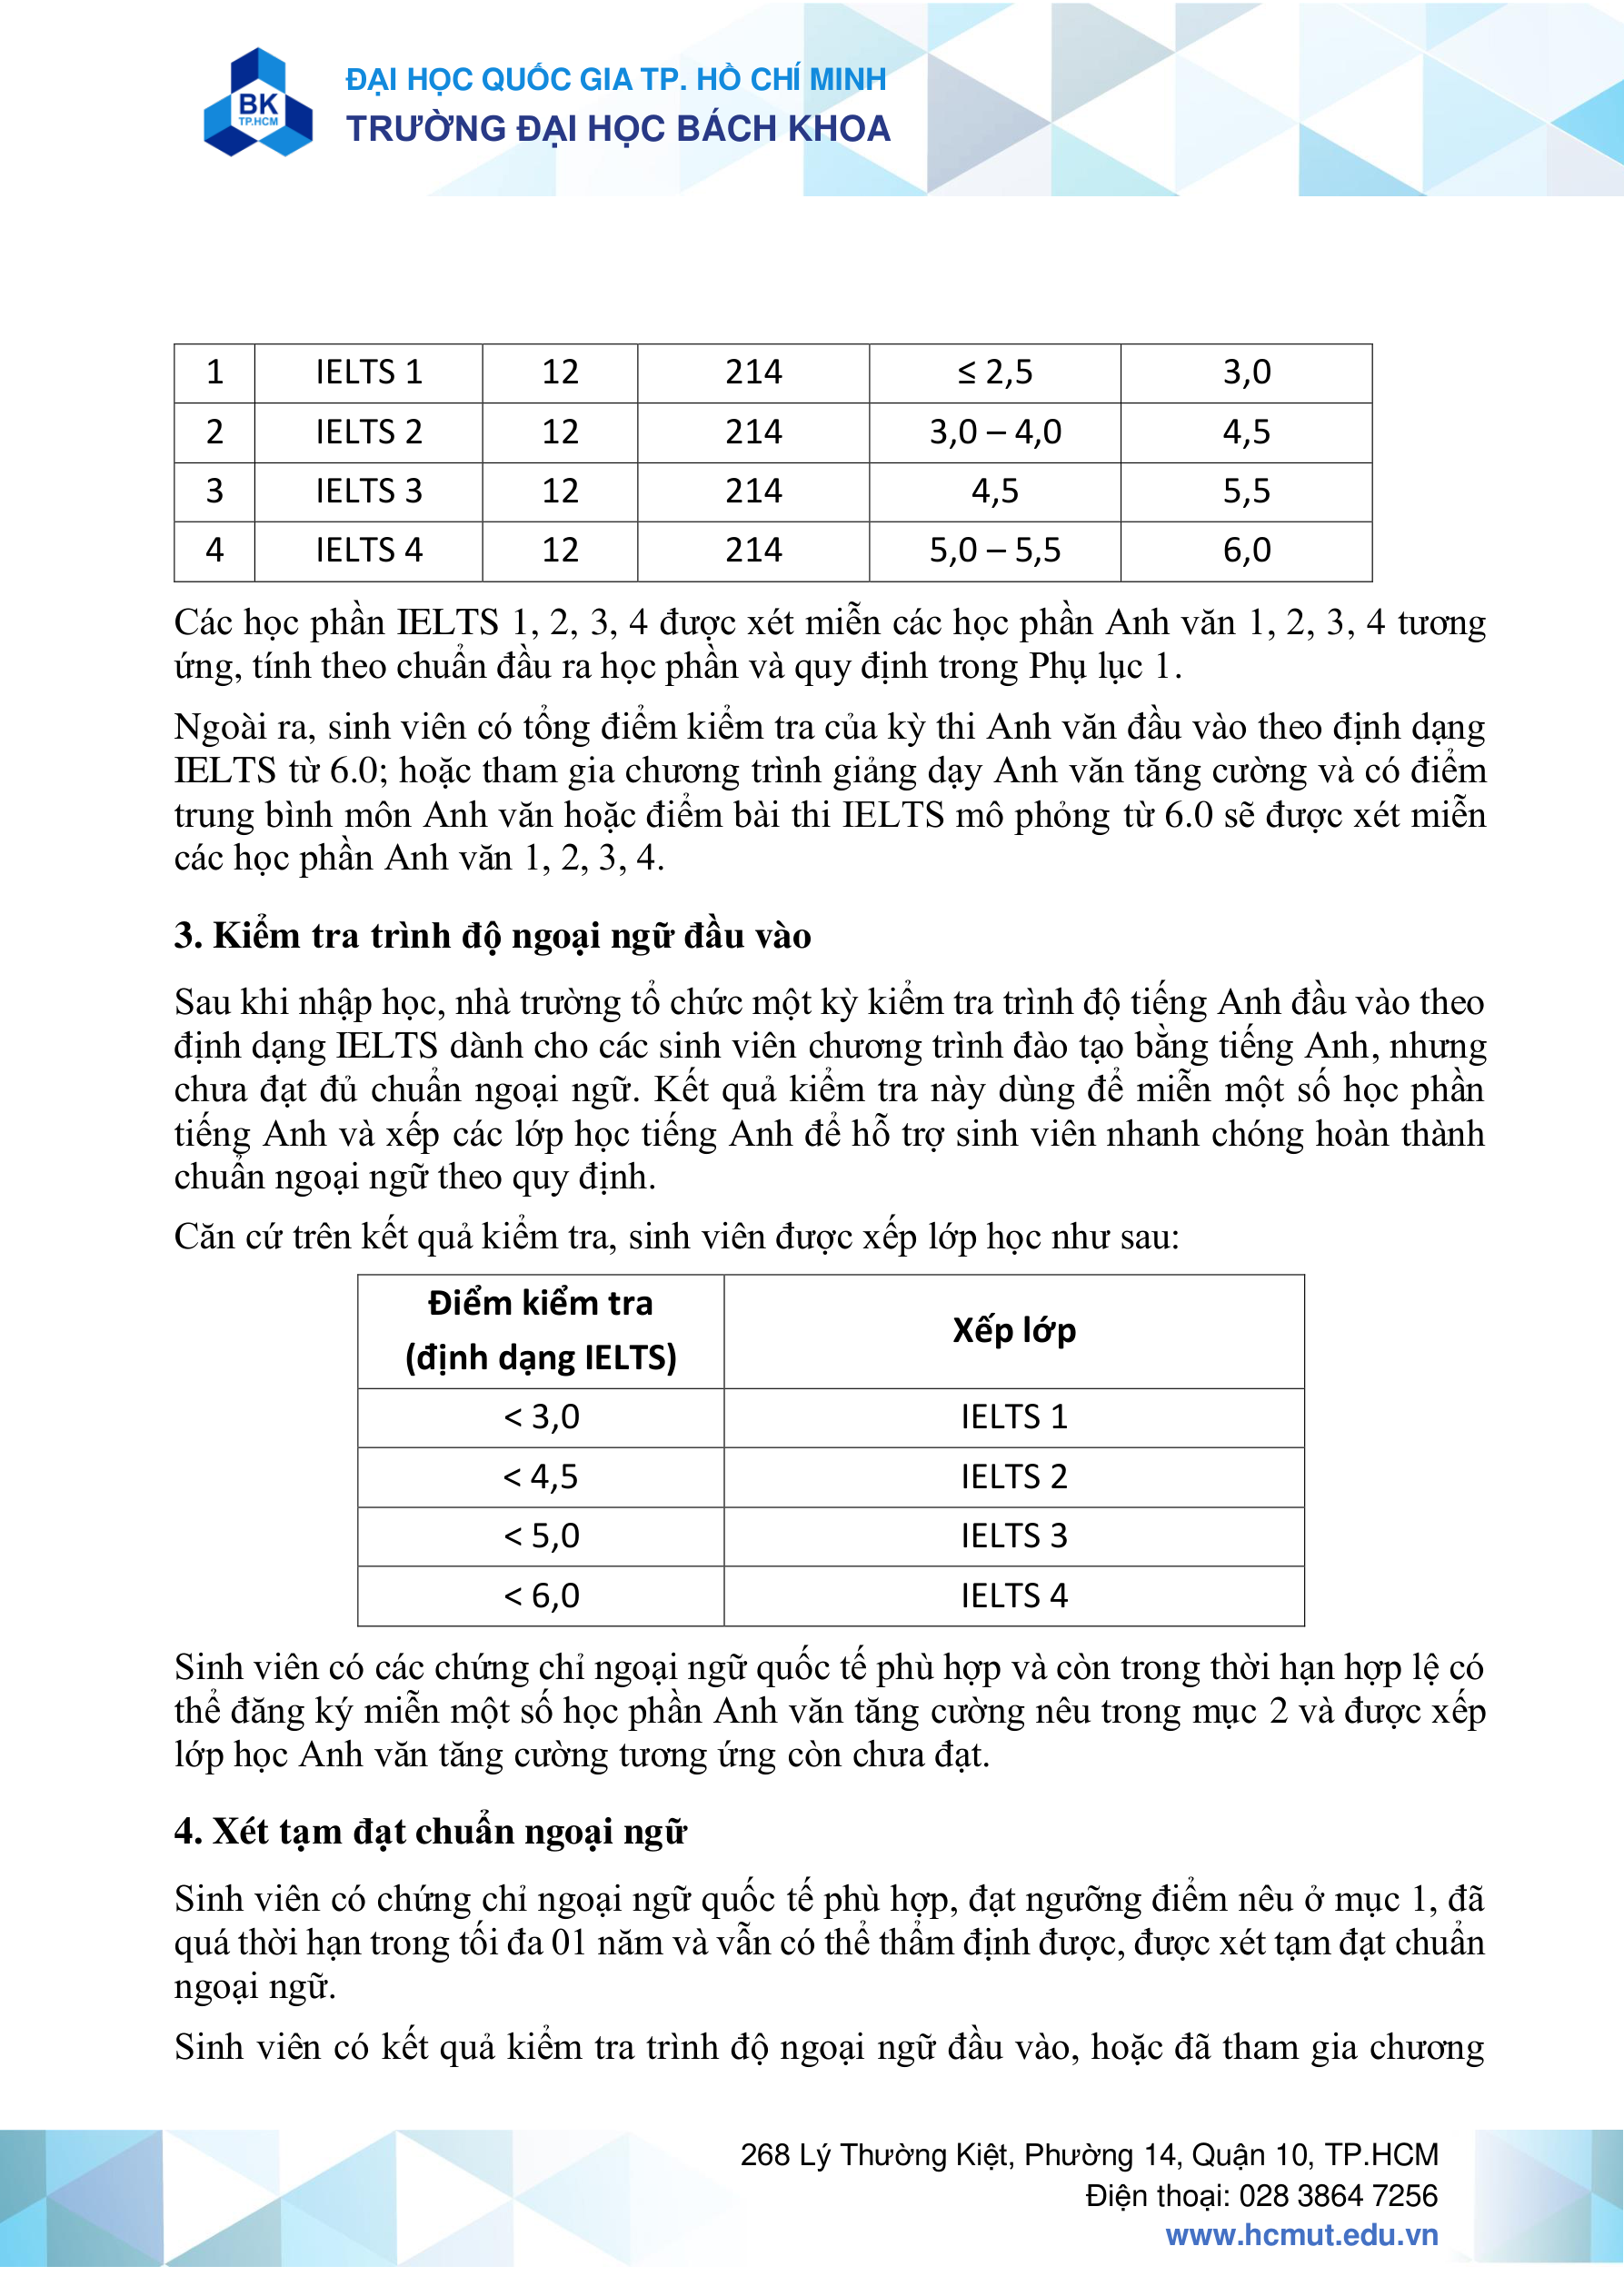 BK
TP.HCM
ĐẠI HỌC QUỐC GIA TP. HỒ CHÍ MINH
TRƯỜNG ĐẠI HỌC BÁCH KHOA
1 IELTS 1 12 214 ≤ 2,5 3,0
2 IELTS 2 12 214 3,0 – 4,0 4,5
3 IELTS 3 12 214 4,5 5,5
4 IELTS 4 12 214 5,0 – 5,5 6,0
Các học phần IELTS 1, 2, 3, 4 được xét miễn các học phần Anh văn 1, 2, 3, 4 tương
ứng, tính theo chuẩn đầu ra học phần và quy định trong Phụ lục 1.
Ngoài ra, sinh viên có tổng điểm kiểm tra của kỳ thi Anh văn đầu vào theo định dạng
IELTS từ 6.0; hoặc tham gia chương trình giảng dạy Anh văn tăng cường và có điểm
trung bình môn Anh văn hoặc điểm bài thi IELTS mô phỏng từ 6.0 sẽ được xét miễn
các học phần Anh văn 1, 2, 3, 4.
3. Kiểm tra trình độ ngoại ngữ đầu vào
Sau khi nhập học, nhà trường tổ chức một kỳ kiểm tra trình độ tiếng Anh đầu vào theo
định dạng IELTS dành cho các sinh viên chương trình đào tạo bằng tiếng Anh, nhưng
chưa đạt đủ chuẩn ngoại ngữ. Kết quả kiểm tra này dùng để miễn một số học phần
tiếng Anh và xếp các lớp học tiếng Anh để hỗ trợ sinh viên nhanh chóng hoàn thành
chuẩn ngoại ngữ theo quy định.
Căn cứ trên kết quả kiểm tra, sinh viên được xếp lớp học như sau:
Điểm kiểm tra
(định dạng IELTS) Xếp lớp
< 3,0 IELTS 1
< 4,5 IELTS 2
< 5,0 IELTS 3
< 6,0 IELTS 4
Sinh viên có các chứng chỉ ngoại ngữ quốc tế phù hợp và còn trong thời hạn hợp lệ có
thể đăng ký miễn một số học phần Anh văn tăng cường nêu trong mục 2 và được xếp
lớp học Anh văn tăng cường tương ứng còn chưa đạt.
4. Xét tạm đạt chuẩn ngoại ngữ
Sinh viên có chứng chỉ ngoại ngữ quốc tế phù hợp, đạt ngưỡng điểm nêu ở mục 1, đã
quá thời hạn trong tối đa 01 năm và vẫn có thể thẩm định được, được xét tạm đạt chuẩn
ngoại ngữ.
Sinh viên có kết quả kiểm tra trình độ ngoại ngữ đầu vào, hoặc đã tham gia chương
268 Lý Thường Kiệt, Phường 14, Quận 10, TP.HCM
Điện thoại: 028 3864 7256
www.hcmut.edu.vn